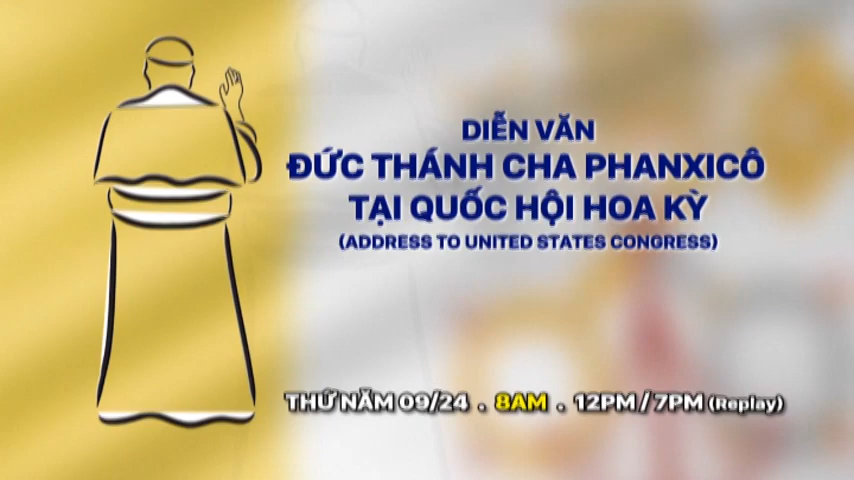 DIỄN VĂN
ĐỨC THÁNH CHA PHANXICÔ
TẠI QUỐC HỘI HOA KỲ
(ADDRESS TO UNITED STATES CONGRESS)
THỨ NĂM 09/24 . 8AM . 12PM / 7PM (Replay)